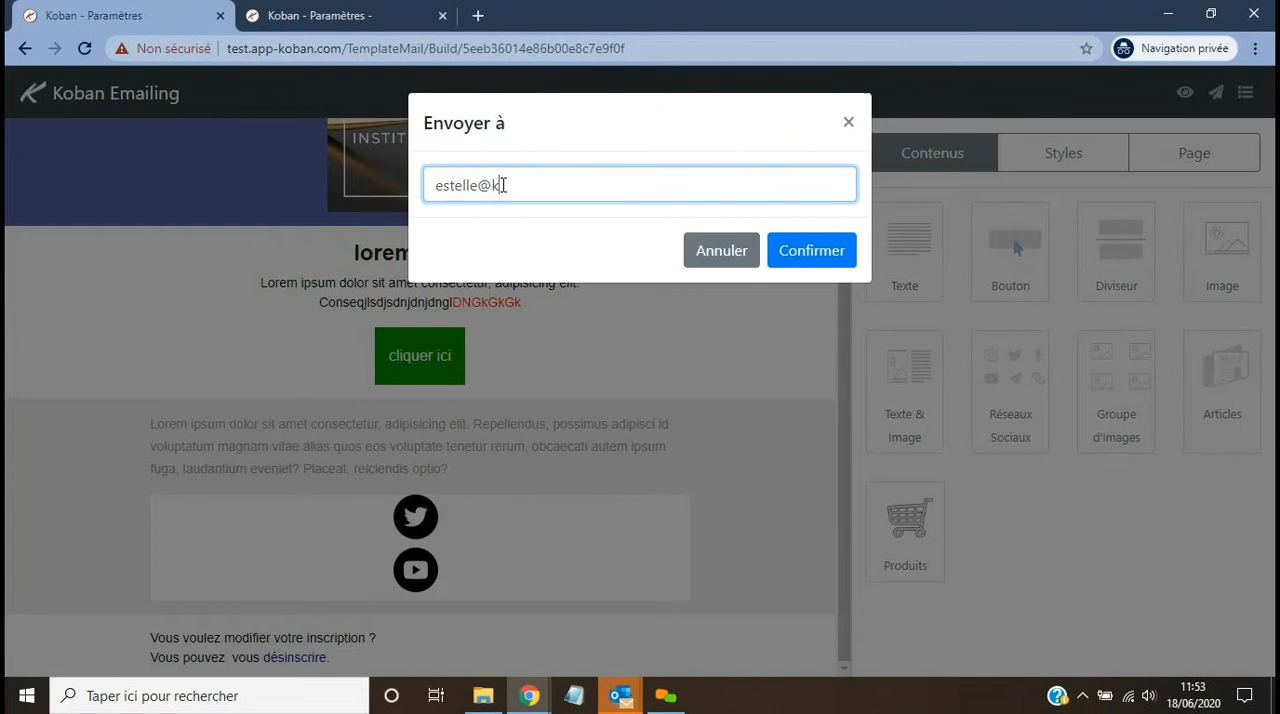 Koban - Paramètres
Koban - Paramètres -
Non sécurisé
test.app-koban.com/TemplateMail/Build/5eeb36014e86b00e8c7e9f0f
Navigation privée
Koban Emailing
Envoyer à
estelle@k
Annuler
Confirmer
INSTIT
lorem
Lorem ipsum dolor sit amet consectetur, adipisicing elit.
ConseqjlsdjsdnjdnjdnglDNGkGkGk
cliquer ici
Lorem ipsum dolor sit amet consectetur, adipisicing elit. Repellendus, possimus adipisci id
voluptatum magnam vitae alias quos eos voluptate tenetur rerum, obcaecati autem ipsum
fuga, laudantium eveniet? Placeat, reiciendis optio?
Vous voulez modifier votre inscription ?
Vous pouvez vous désinscrire.
Contenus
Styles
Page
Texte
Bouton
Diviseur
Image
Texte &
Image
Réseaux
Sociaux
Groupe
d'Images
Articles
Produits
Taper ici pour rechercher
11:53
18/06/2020